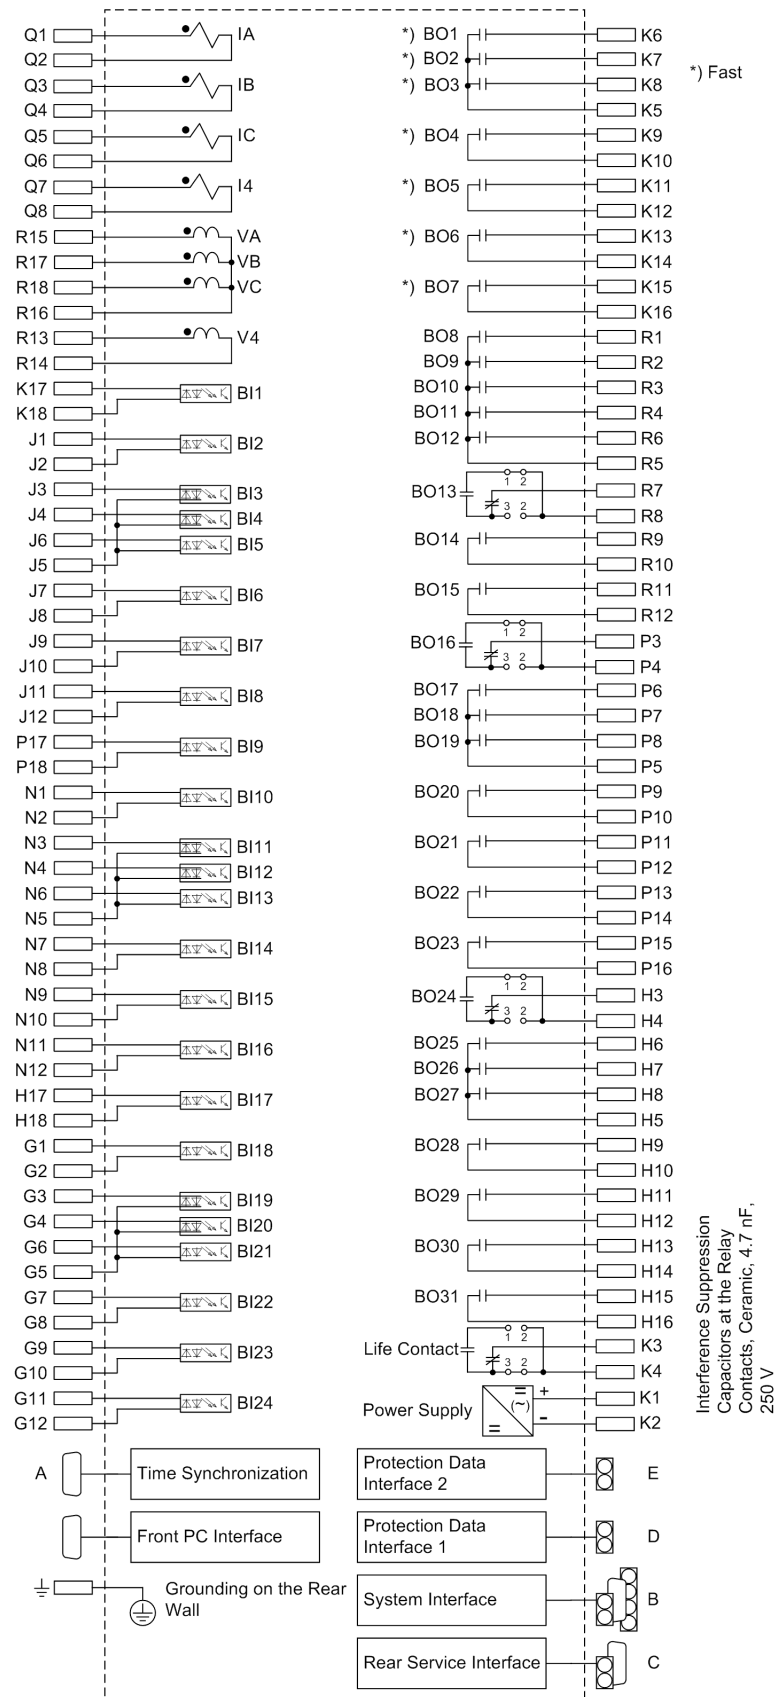 Q1 IA *) BO1 K6
Q2 *) BO2 K7
*) Fast
Q3 IB *) BO3 K8
Q4 K5
Q5 IC *) BO4 K9
Q6 K10
Q7 I4 *) BO5 K11
Q8 K12
R15 VA *) BO6 K13
R17 VB K14
R18 VC *) BO7 K15
R16 K16
R13 V4 BO8 R1
R14 BO9 R2
K17 BI1 BO10 R3
K18 BO11 R4
J1 BI2 BO12 R6
J2 R5
1 2
J3 BI3 BO13 R7
3 2
J4 BI4 R8
J6 BI5 BO14 R9
J5 R10
J7 BI6 BO15 R11
J8 R12
1 2
J9 BI7 BO16 P3
3 2
J10 P4
J11 BI8 BO17 P6
J12 BO18 P7
P17 BI9 BO19 P8
P18 P5
N1 BI10 BO20 P9
N2 P10
N3 BI11 BO21 P11
N4 BI12 P12
N6 BI13 BO22 P13
N5 P14
N7 BI14 BO23 P15
N8 P16
1 2
N9 BI15 BO24 H3
3 2
N10 H4
N11 BI16 BO25 H6
N12 BO26 H7
H17 BI17 BO27 H8
H18 H5
G1 BI18 BO28 H9
G2 H10
G3 BI19 BO29 H11
G4 BI20 H12
G6 BI21 BO30 H13
G5 H14
G7 BI22 BO31 H15
G8 H16
1 2
G9 BI23 Life Contact K3
3 2
G10 K4
G11 BI24 Power Supply = (~) = + K1
G12 - K2
Interference Suppression
Capacitors at the Relay
Contacts, Ceramic, 4.7 nF,
250 V
A Time Synchronization
Protection Data
Interface 2
E
Front PC Interface
Protection Data
Interface 1
D
Grounding on the Rear
Wall
System Interface B
Rear Service Interface C